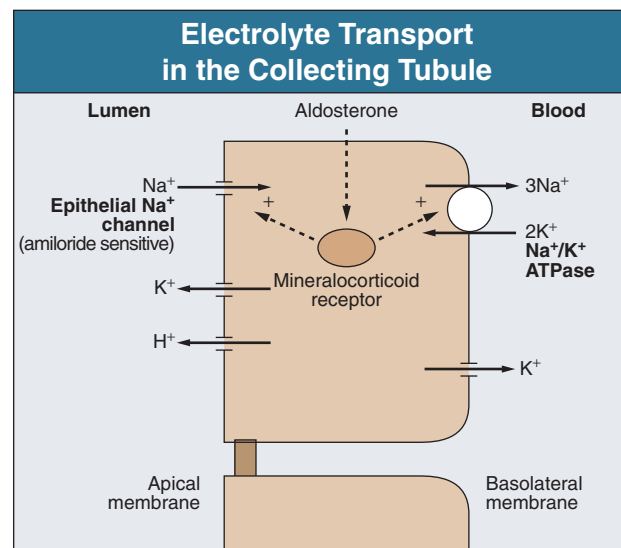 Electrolyte Transport
in the Collecting Tubule
Lumen
Aldosterone
Blood
Na⁺
Epithelial Na⁺
channel
(amiloride sensitive)
+
+
3Na⁺
2K⁺
Na⁺/K⁺
ATPase
Mineralocorticoid
receptor
K⁺
H⁺
K⁺
Apical
membrane
Basolateral
membrane